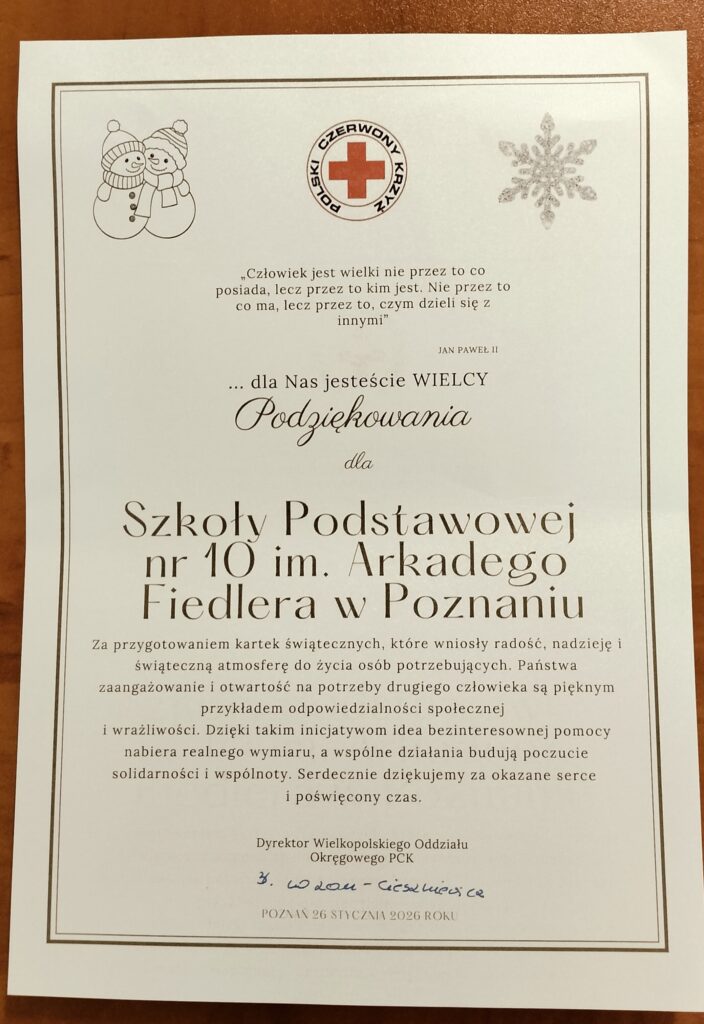 POLSKI CZERWONY KRZYŻ
„Człowiek jest wielki nie przez to co
posiada, lecz przez to kim jest. Nie przez to
co ma, lecz przez to, czym dzieli się z
innymi”
JAN PAWEŁ II
... dla Nas jesteście WIELCY
Podziękowania
dla
Szkoły Podstawowej
nr 10 im. Arkadego
Fiedlera w Poznaniu
Za przygotowaniem kartek świątecznych, które wniosły radość, nadzieję i
świąteczną atmosferę do życia osób potrzebujących. Państwa
zaangażowanie i otwartość na potrzeby drugiego człowieka są pięknym
przykładem odpowiedzialności społecznej
i wrażliwości. Dzięki takim inicjatywom idea bezinteresownej pomocy
nabiera realnego wymiaru, a wspólne działania budują poczucie
solidarności i wspólnoty. Serdecznie dziękujemy za okazane serce
i poświęcony czas.
Dyrektor Wielkopolskiego Oddziału
Okręgowego PCK
POZNAŃ 26 STYCZNIA 2026 ROKU